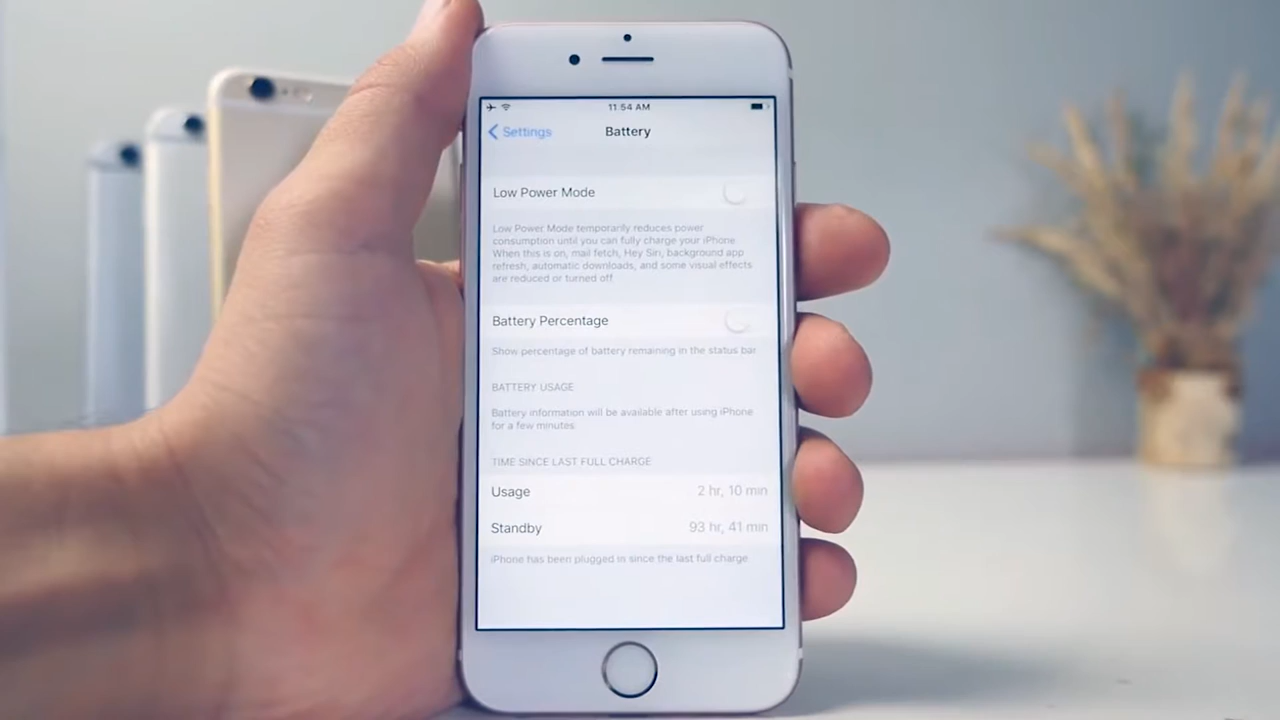 11.54 AM
Settings
Battery
Low Power Mode
Low Power Mode temporarily reduces power
consumption until you can fully charge your iPhone.
When this is on, mail fetch, Hey Siri, background app
refresh, automatic downloads, and some visual effects
are reduced or turned off.
Battery Percentage
Show percentage of battery remaining in the status bar
BATTERY USAGE
Battery information will be available after using iPhone
for a few minutes.
TIME SINCE LAST FULL CHARGE
Usage 2 hr, 10 min
Standby 93 hr, 41 min
iPhone has been plugged in since the last full charge